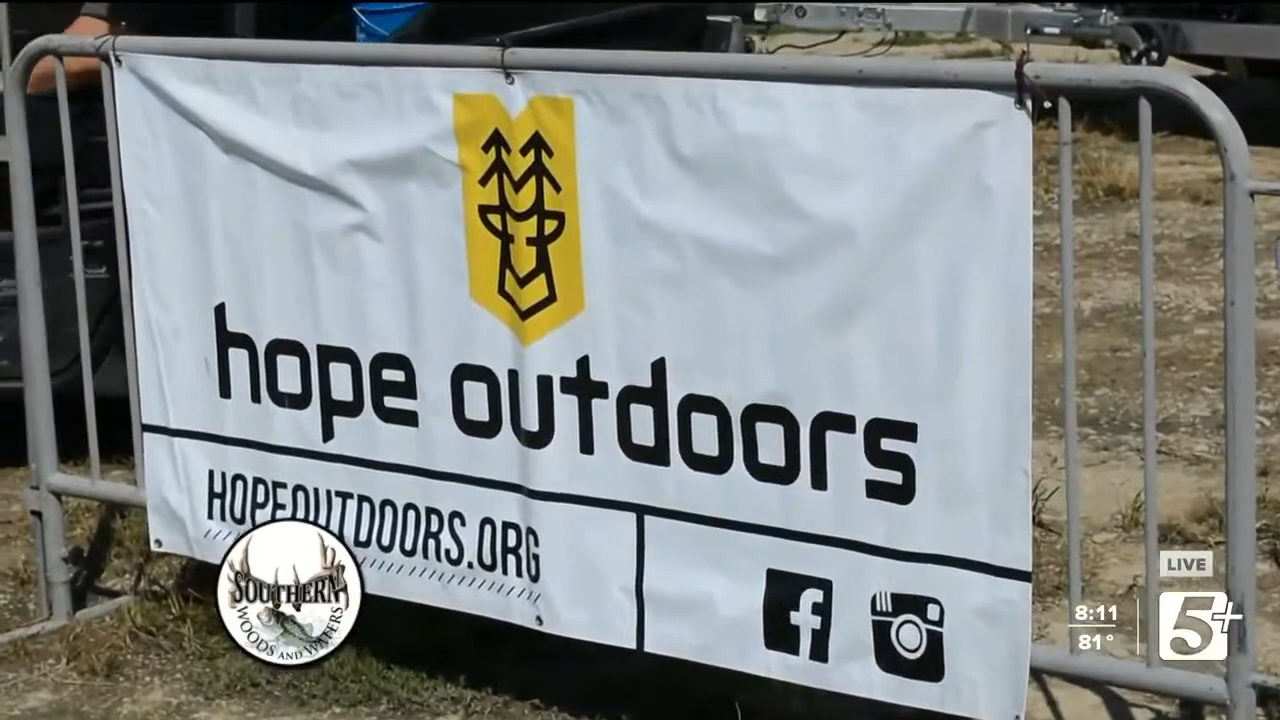 hope outdoors
HOPEOUTDOORS.ORG
SOUTHERN
WOODS AND WATERS
LIVE
8:11
81°
5+